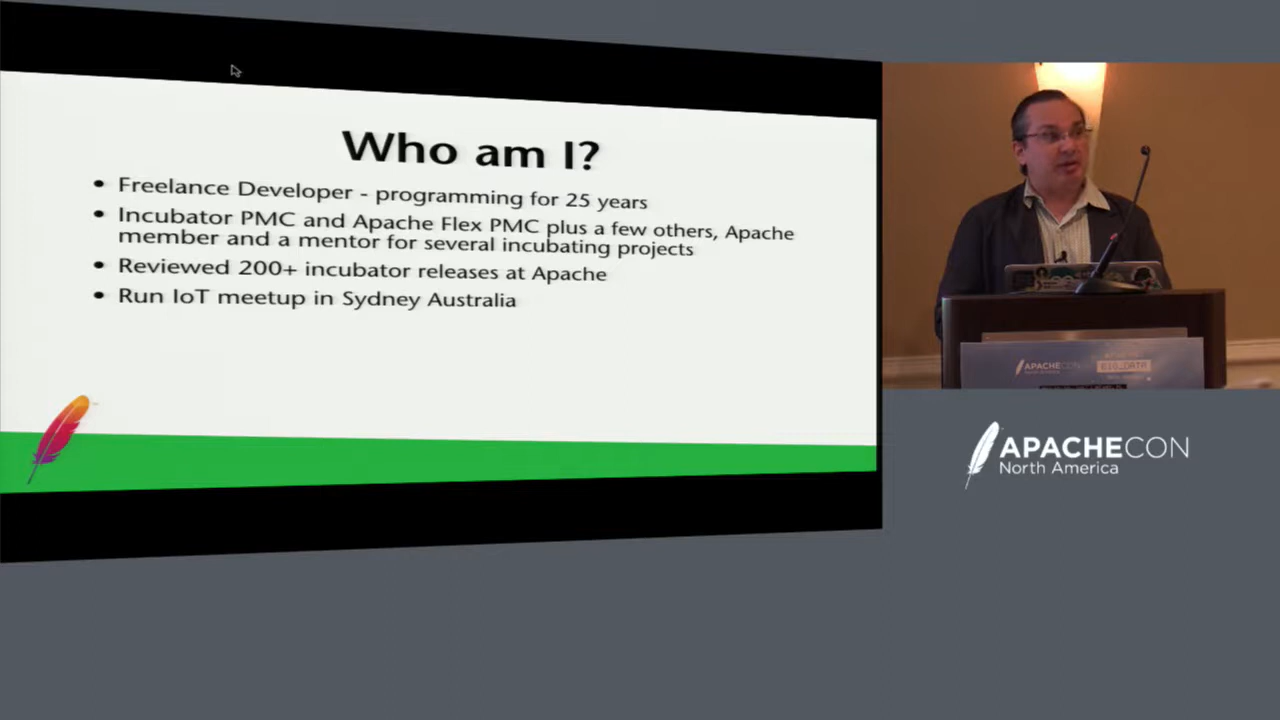 Who am I?
• Freelance Developer - programming for 25 years
• Incubator PMC and Apache Flex PMC plus a few others, Apache
member and a mentor for several incubating projects
• Reviewed 200+ incubator releases at Apache
• Run IoT meetup in Sydney Australia
APACHECON
BIG_DATA
APACHECON
North America